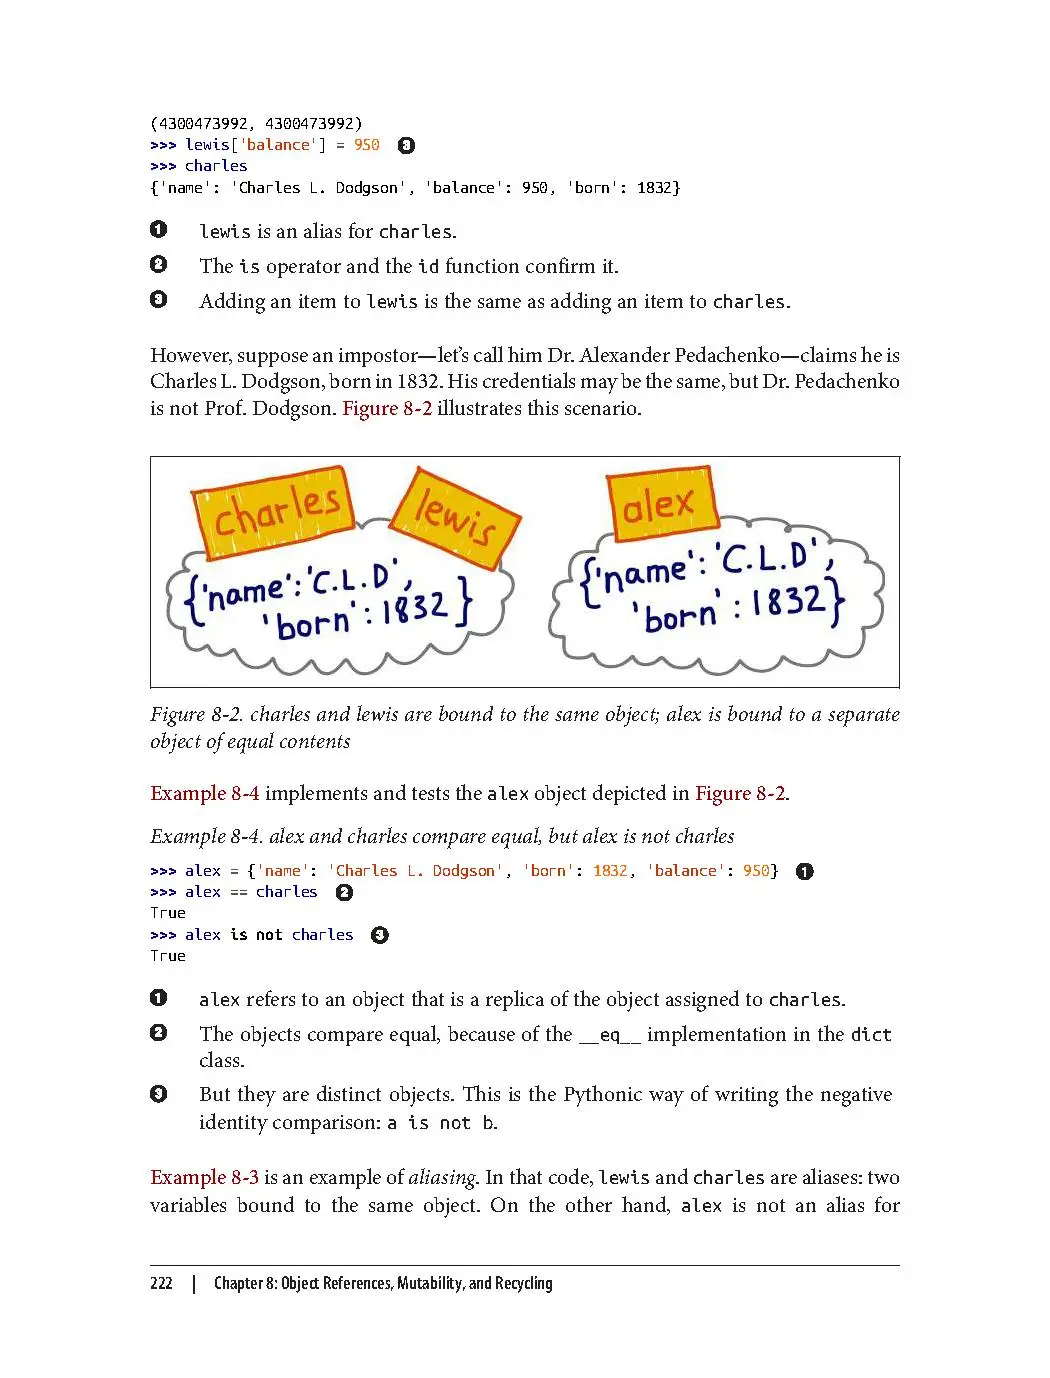 (4300473992, 4300473992)
>>> lewis['balance'] = 950 ❸
>>> charles
{'name': 'Charles L. Dodgson', 'balance': 950, 'born': 1832}
❶ lewis is an alias for charles.
❷ The is operator and the id function confirm it.
❸ Adding an item to lewis is the same as adding an item to charles.
However, suppose an impostor—let’s call him Dr. Alexander Pedachenko—claims he is
Charles L. Dodgson, born in 1832. His credentials may be the same, but Dr. Pedachenko
is not Prof. Dodgson. Figure 8-2 illustrates this scenario.
charles
lewis
{'name':'C.L.D',
'born':1832}
alex
{'name':'C.L.D',
'born':1832}
Figure 8-2. charles and lewis are bound to the same object; alex is bound to a separate
object of equal contents
Example 8-4 implements and tests the alex object depicted in Figure 8-2.
Example 8-4. alex and charles compare equal, but alex is not charles
>>> alex = {'name': 'Charles L. Dodgson', 'born': 1832, 'balance': 950} ❶
>>> alex == charles ❷
True
>>> alex is not charles ❸
True
❶ alex refers to an object that is a replica of the object assigned to charles.
❷ The objects compare equal, because of the __eq__ implementation in the dict
class.
❸ But they are distinct objects. This is the Pythonic way of writing the negative
identity comparison: a is not b.
Example 8-3 is an example of aliasing. In that code, lewis and charles are aliases: two
variables bound to the same object. On the other hand, alex is not an alias for
222 | Chapter 8: Object References, Mutability, and Recycling